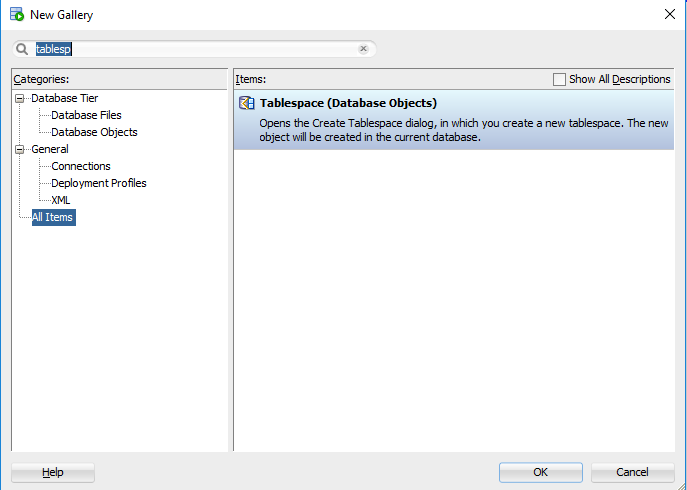 New Gallery
tablesp
Categories:
Database Tier
Database Files
Database Objects
General
Connections
Deployment Profiles
XML
All Items
Items:
Show All Descriptions
Tablespace (Database Objects)
Opens the Create Tablespace dialog, in which you create a new tablespace. The new
object will be created in the current database.
Help
OK
Cancel